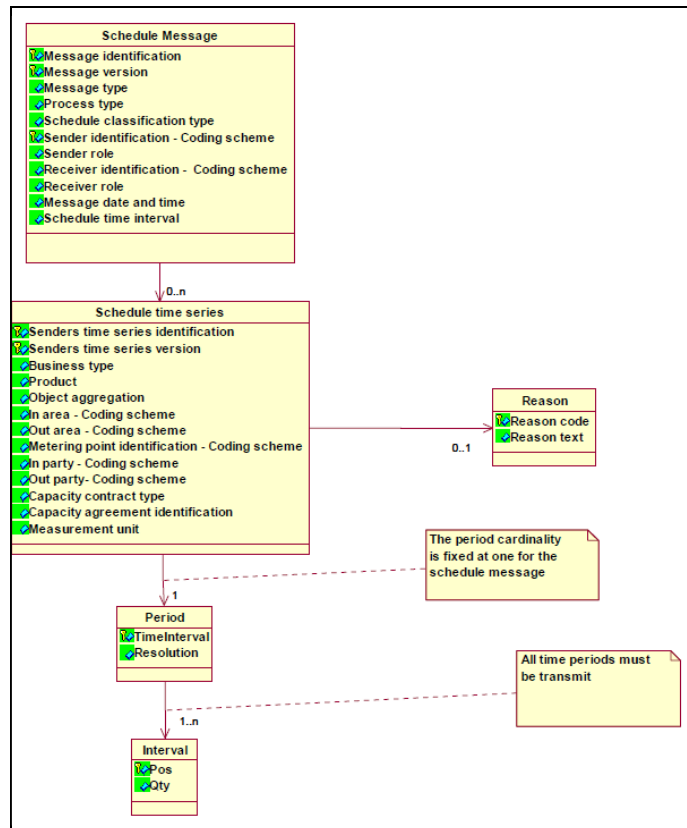 Schedule Message
Message identification
Message version
Message type
Process type
Schedule classification type
Sender identification - Coding scheme
Sender role
Receiver identification - Coding scheme
Receiver role
Message date and time
Schedule time interval
0..n
Schedule time series
Senders time series identification
Senders time series version
Business type
Product
Object aggregation
In area - Coding scheme
Out area - Coding scheme
Metering point identification - Coding scheme
In party - Coding scheme
Out party- Coding scheme
Capacity contract type
Capacity agreement identification
Measurement unit
Reason
Reason code
Reason text
0..1
The period cardinality
is fixed at one for the
schedule message
1
Period
TimeInterval
Resolution
All time periods must
be transmit
1..n
Interval
Pos
Qty